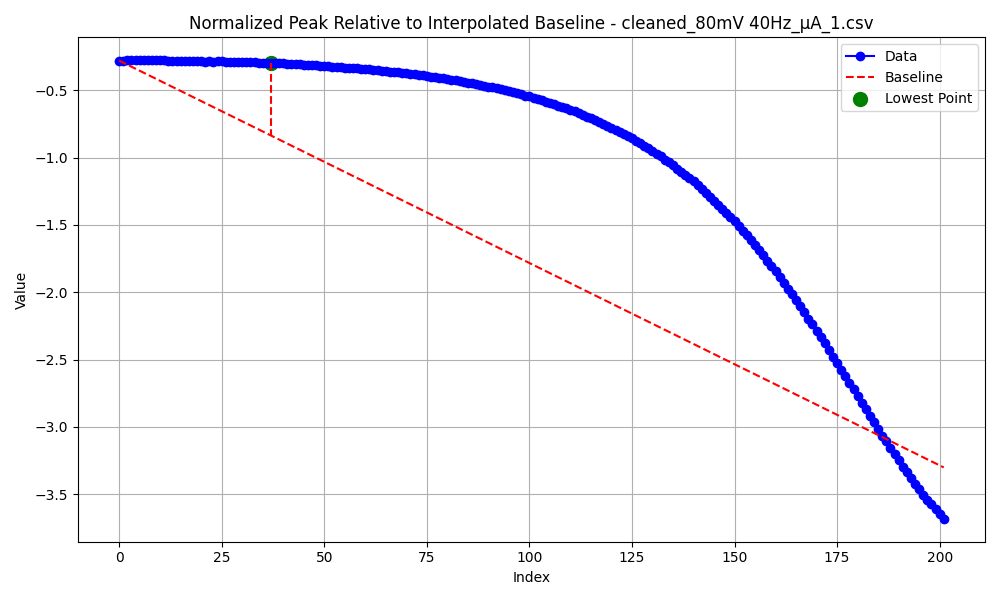 Normalized Peak Relative to Interpolated Baseline - cleaned_80mV 40Hz_µA_1.csv
Data
Baseline
Lowest Point
−0.5
−1.0
−1.5
−2.0
−2.5
−3.0
−3.5
Value
0 25 50 75 100 125 150 175 200
Index